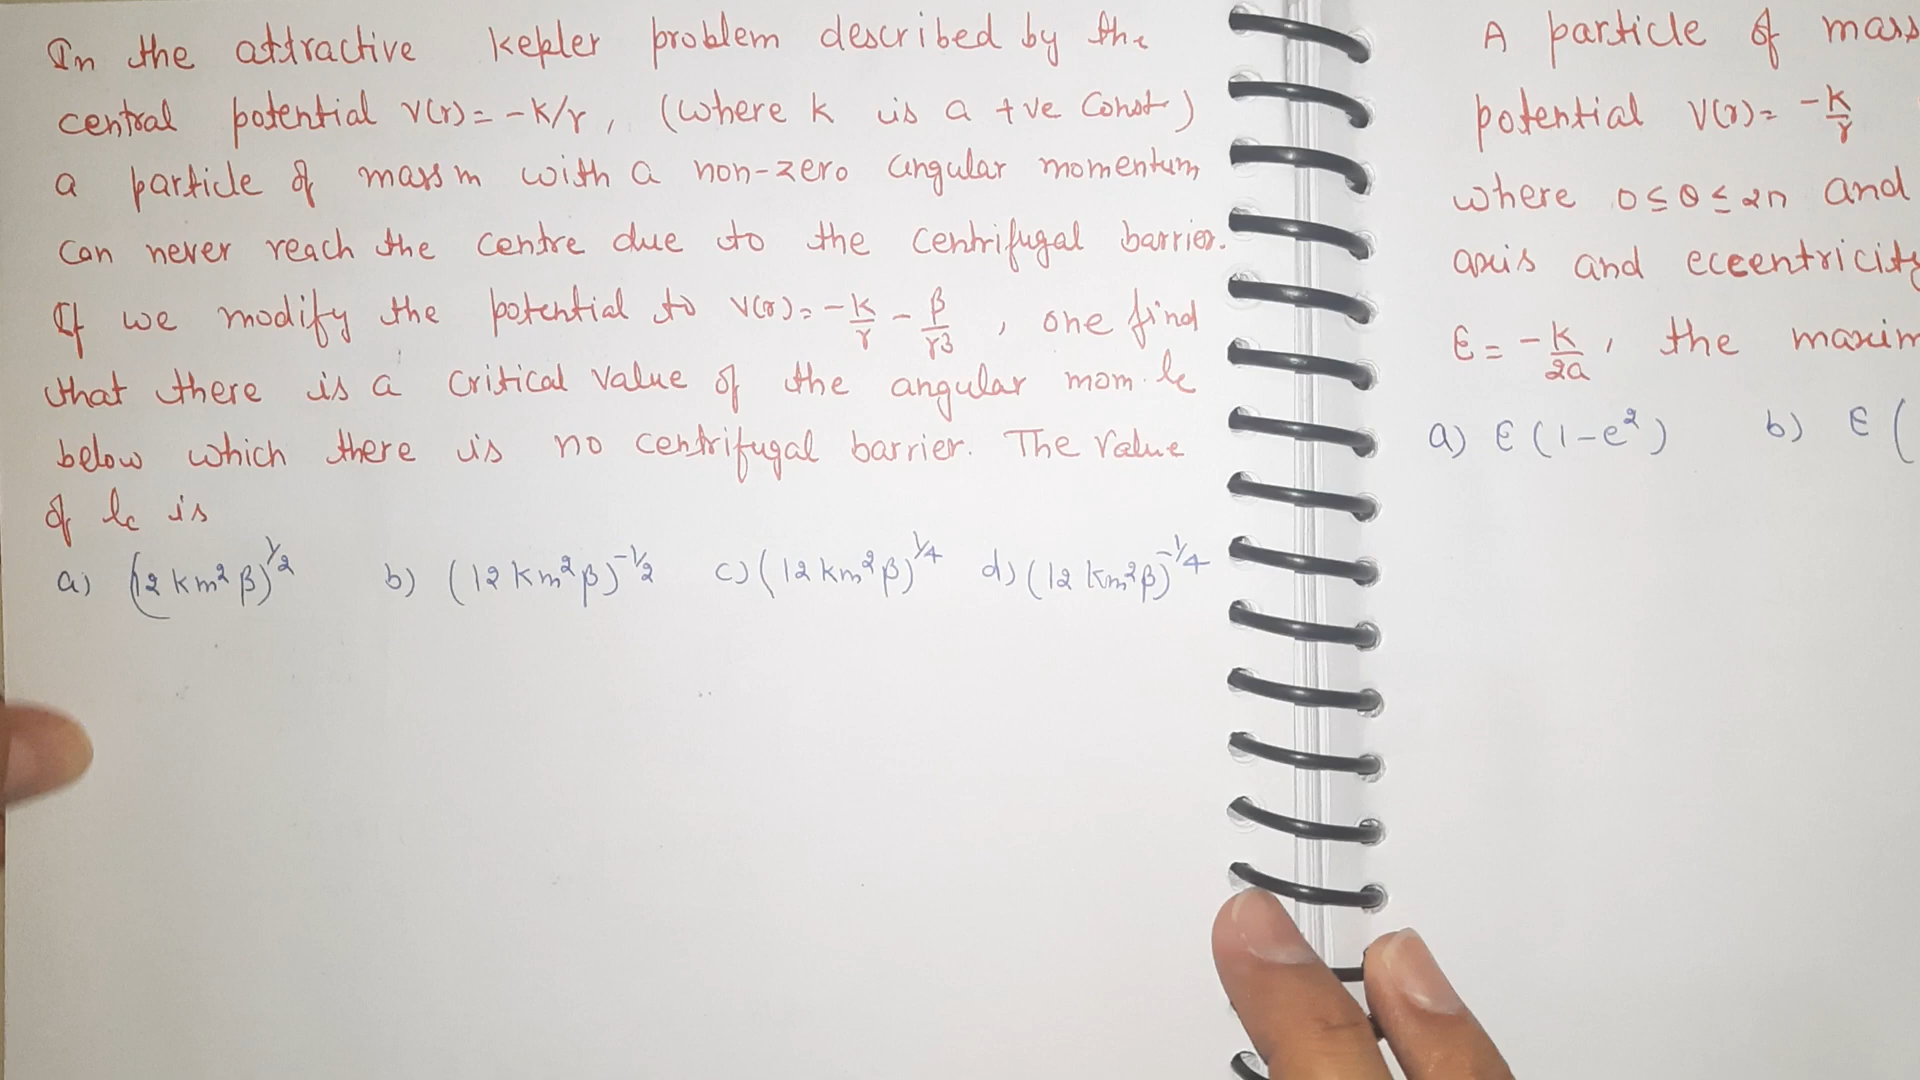 In the attractive kepler problem described by the
central potential V(r)= -k/r, (where k is a +ve Const)
a particle of mass m with a non-zero angular momentum
can never reach the centre due to the centrifugal barrier.
If we modify the potential to V(r)= -k/r - β/r3, one find
that there is a critical value of the angular mom. lc
below which there is no centrifugal barrier. The value
of lc is
a) (12 km² β)^1/2 b) (12 km² β)^-1/2 c) (12 km² β)^1/4 d) (12 km² β)^-1/4
A particle of mass
potential V(r)= -k/r
where 0≤θ≤2π and
axis and eccentricity
E = -k/2a, the maxim
a) E (1-e²) b) E (